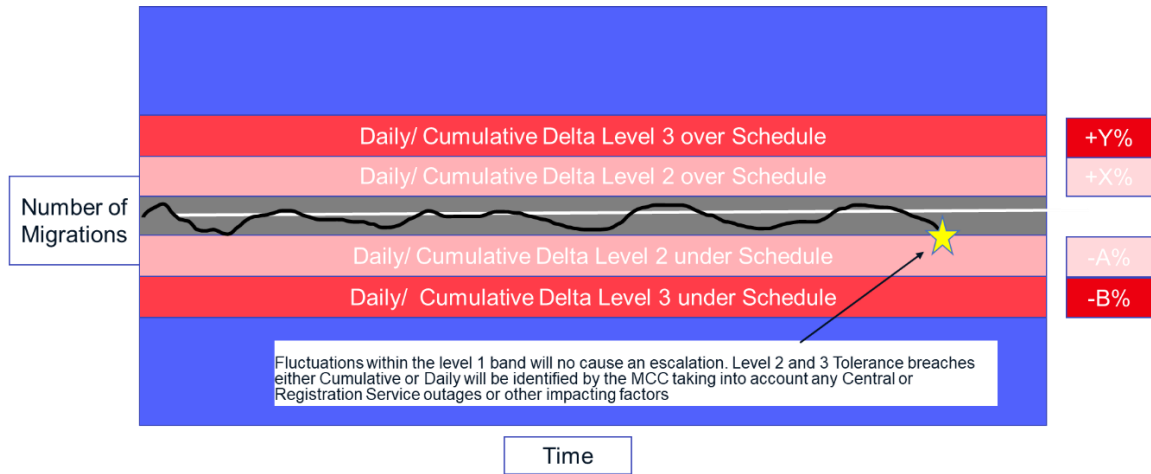 Daily/ Cumulative Delta Level 3 over Schedule
+Y%
Daily/ Cumulative Delta Level 2 over Schedule
+X%
Number of
Migrations
Daily/ Cumulative Delta Level 2 under Schedule
-A%
Daily/ Cumulative Delta Level 3 under Schedule
-B%
Fluctuations within the level 1 band will no cause an escalation. Level 2 and 3 Tolerance breaches
either Cumulative or Daily will be identified by the MCC taking into account any Central or
Registration Service outages or other impacting factors
Time